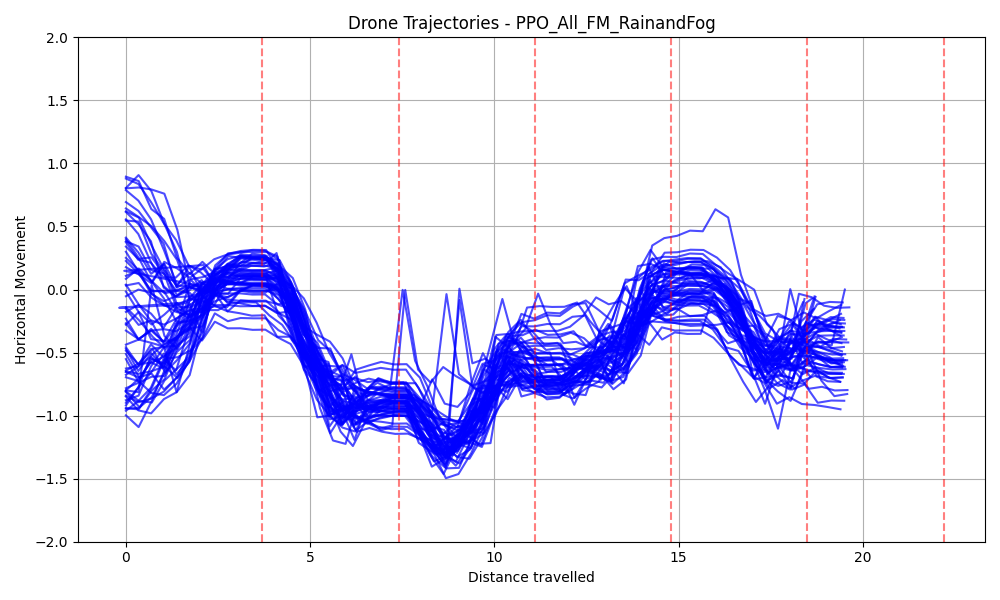 Drone Trajectories - PPO_All_FM_RainandFog
2.0
1.5
1.0
0.5
0.0
−0.5
−1.0
−1.5
−2.0
Horizontal Movement
0 5 10 15 20
Distance travelled